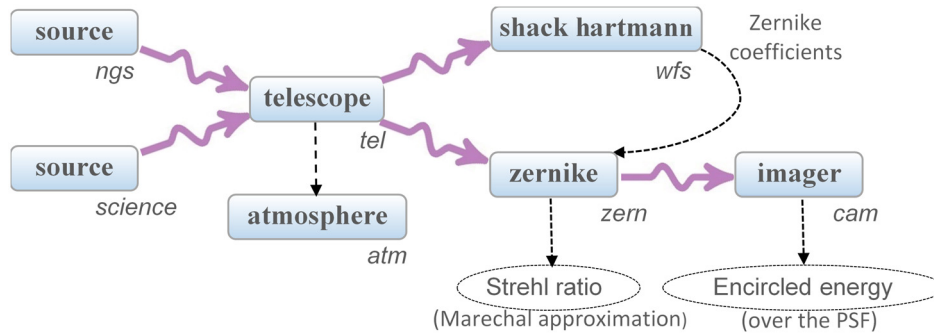 source
ngs
source
science
telescope
tel
atmosphere
atm
shack hartmann
wfs
Zernike
coefficients
zernike
zern
imager
cam
Strehl ratio
(Marechal approximation)
Encircled energy
(over the PSF)